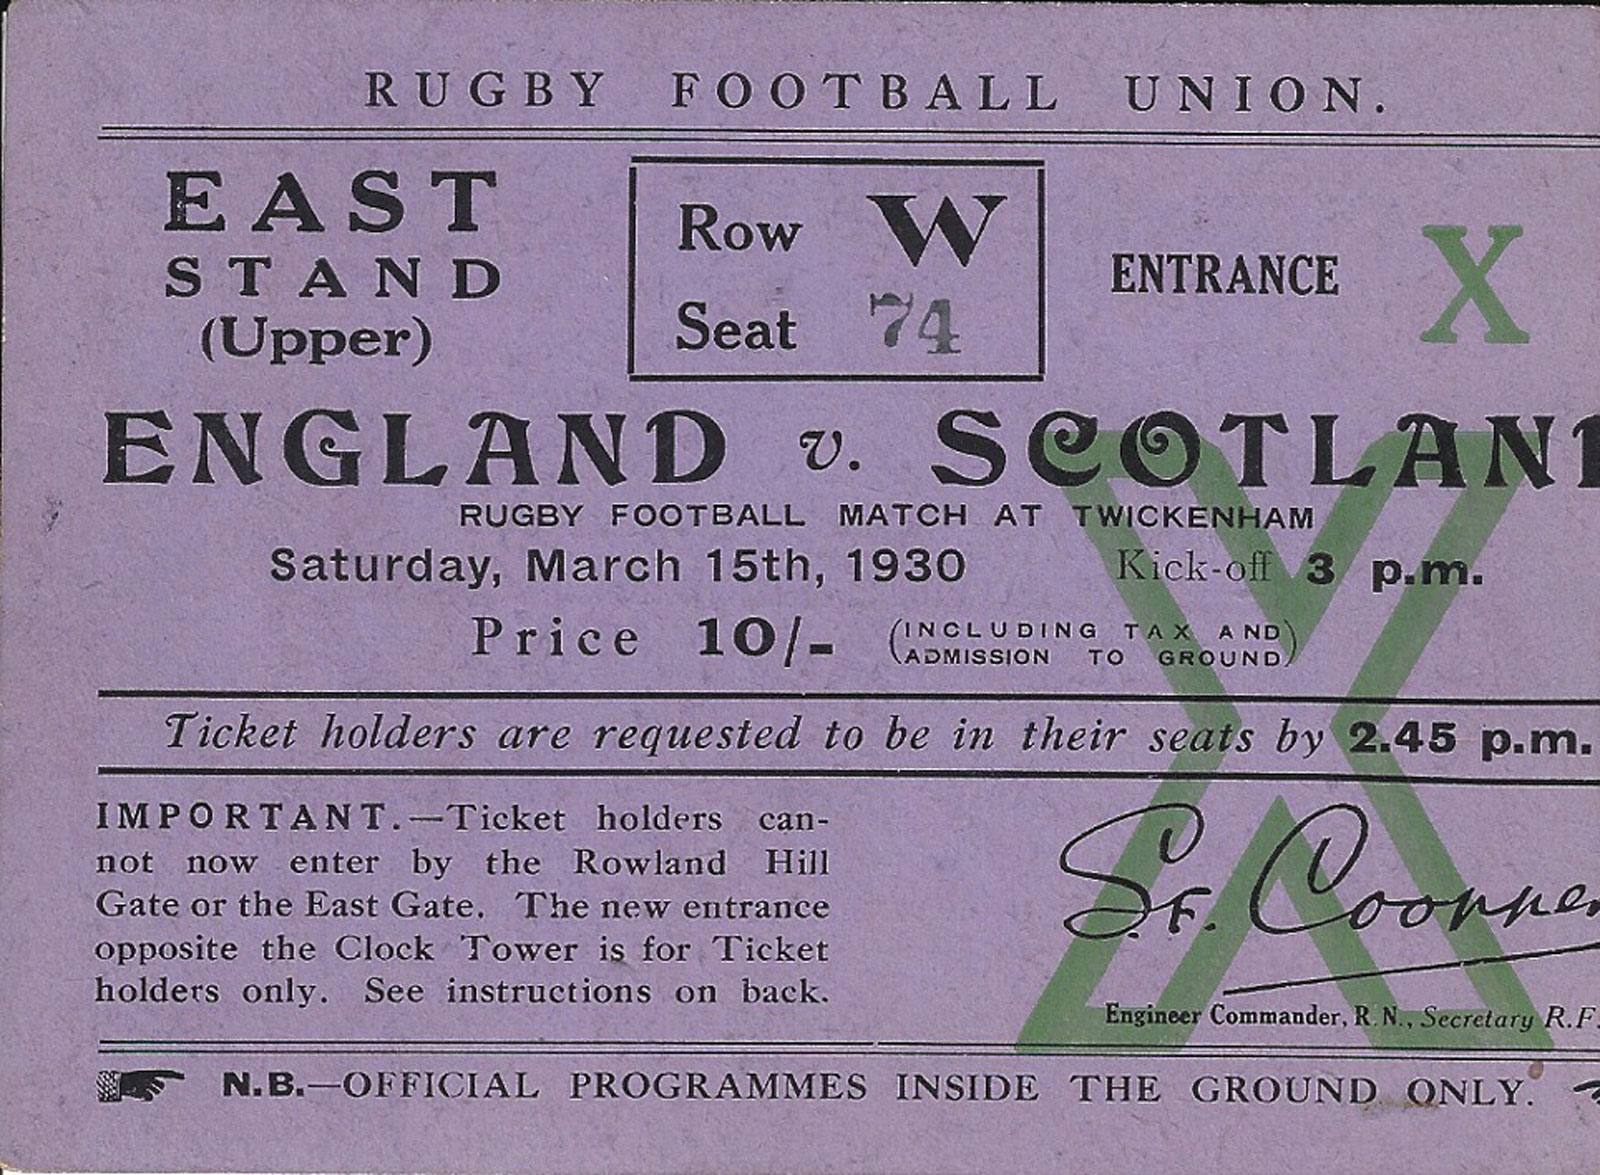 RUGBY FOOTBALL UNION.
EAST
STAND
(Upper)
Row W
Seat 74
ENTRANCE X
ENGLAND v. SCOTLAN
RUGBY FOOTBALL MATCH AT TWICKENHAM
Saturday, March 15th, 1930 Kick-off 3 p.m.
Price 10/- (INCLUDING TAX AND
ADMISSION TO GROUND)
Ticket holders are requested to be in their seats by 2.45 p.m.
IMPORTANT.—Ticket holders can-
not now enter by the Rowland Hill
Gate or the East Gate. The new entrance
opposite the Clock Tower is for Ticket
holders only. See instructions on back.
X
S.F. Cooper
Engineer Commander, R.N., Secretary R.F.
N.B.—OFFICIAL PROGRAMMES INSIDE THE GROUND ONLY.